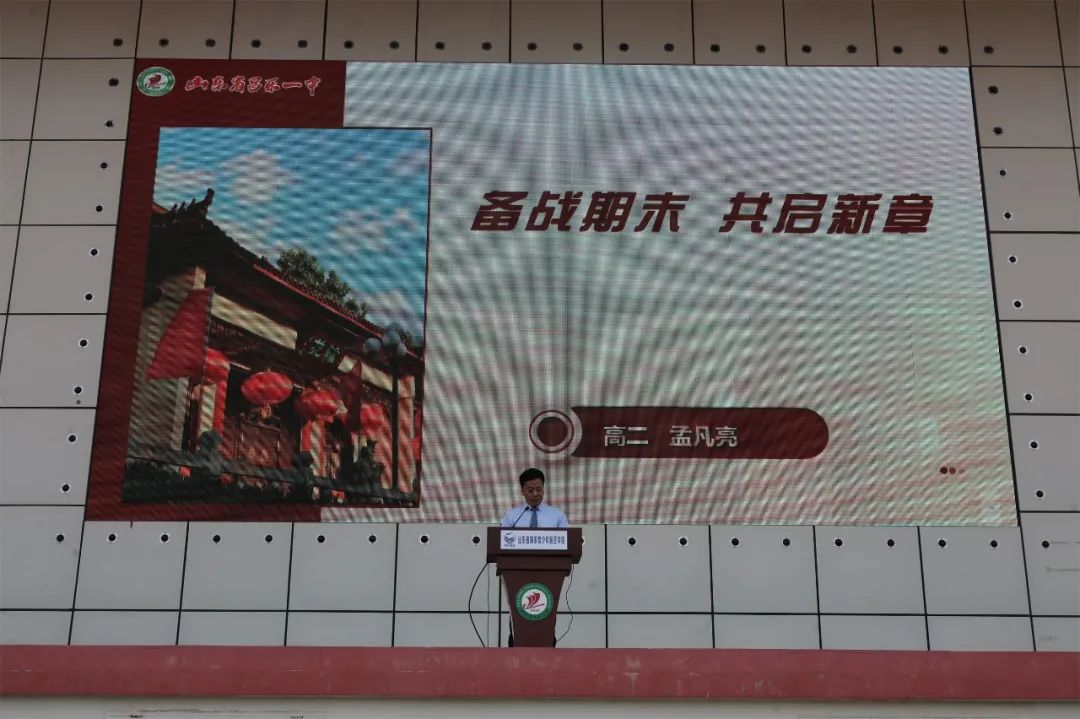 山东省昌乐一中
备战期末 共启新章
高二 孟凡亮